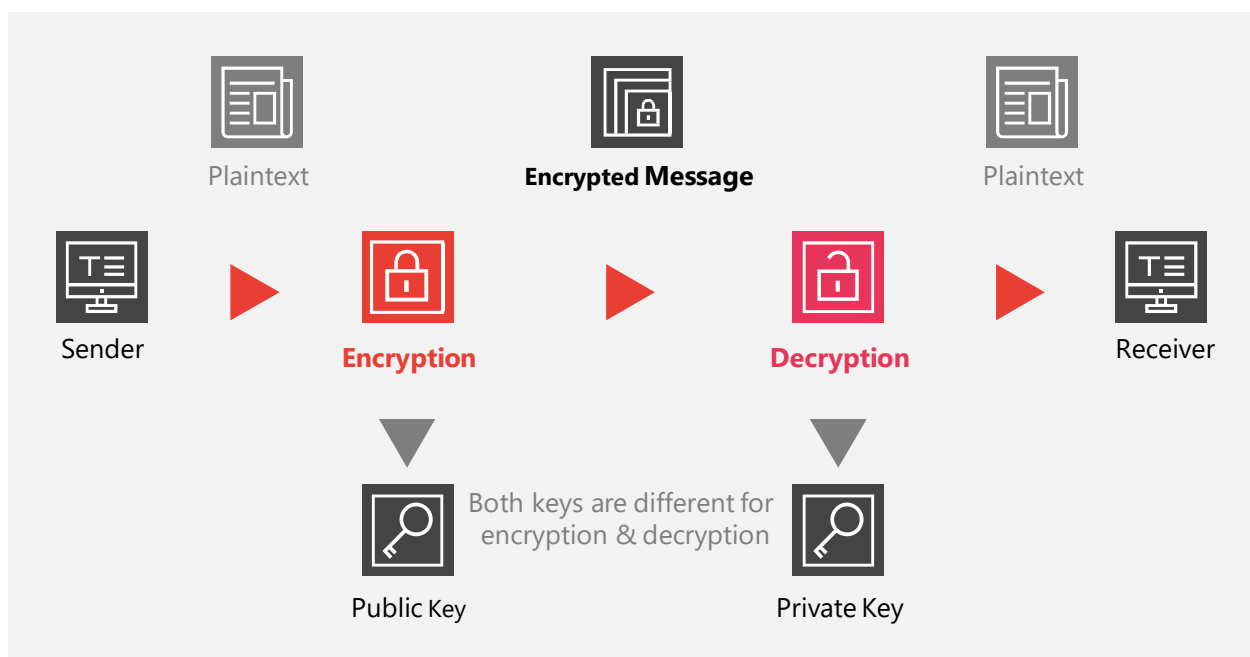 Plaintext
Encrypted Message
Plaintext
Sender
Encryption
Decryption
Receiver
Both keys are different for
encryption & decryption
Public Key
Private Key